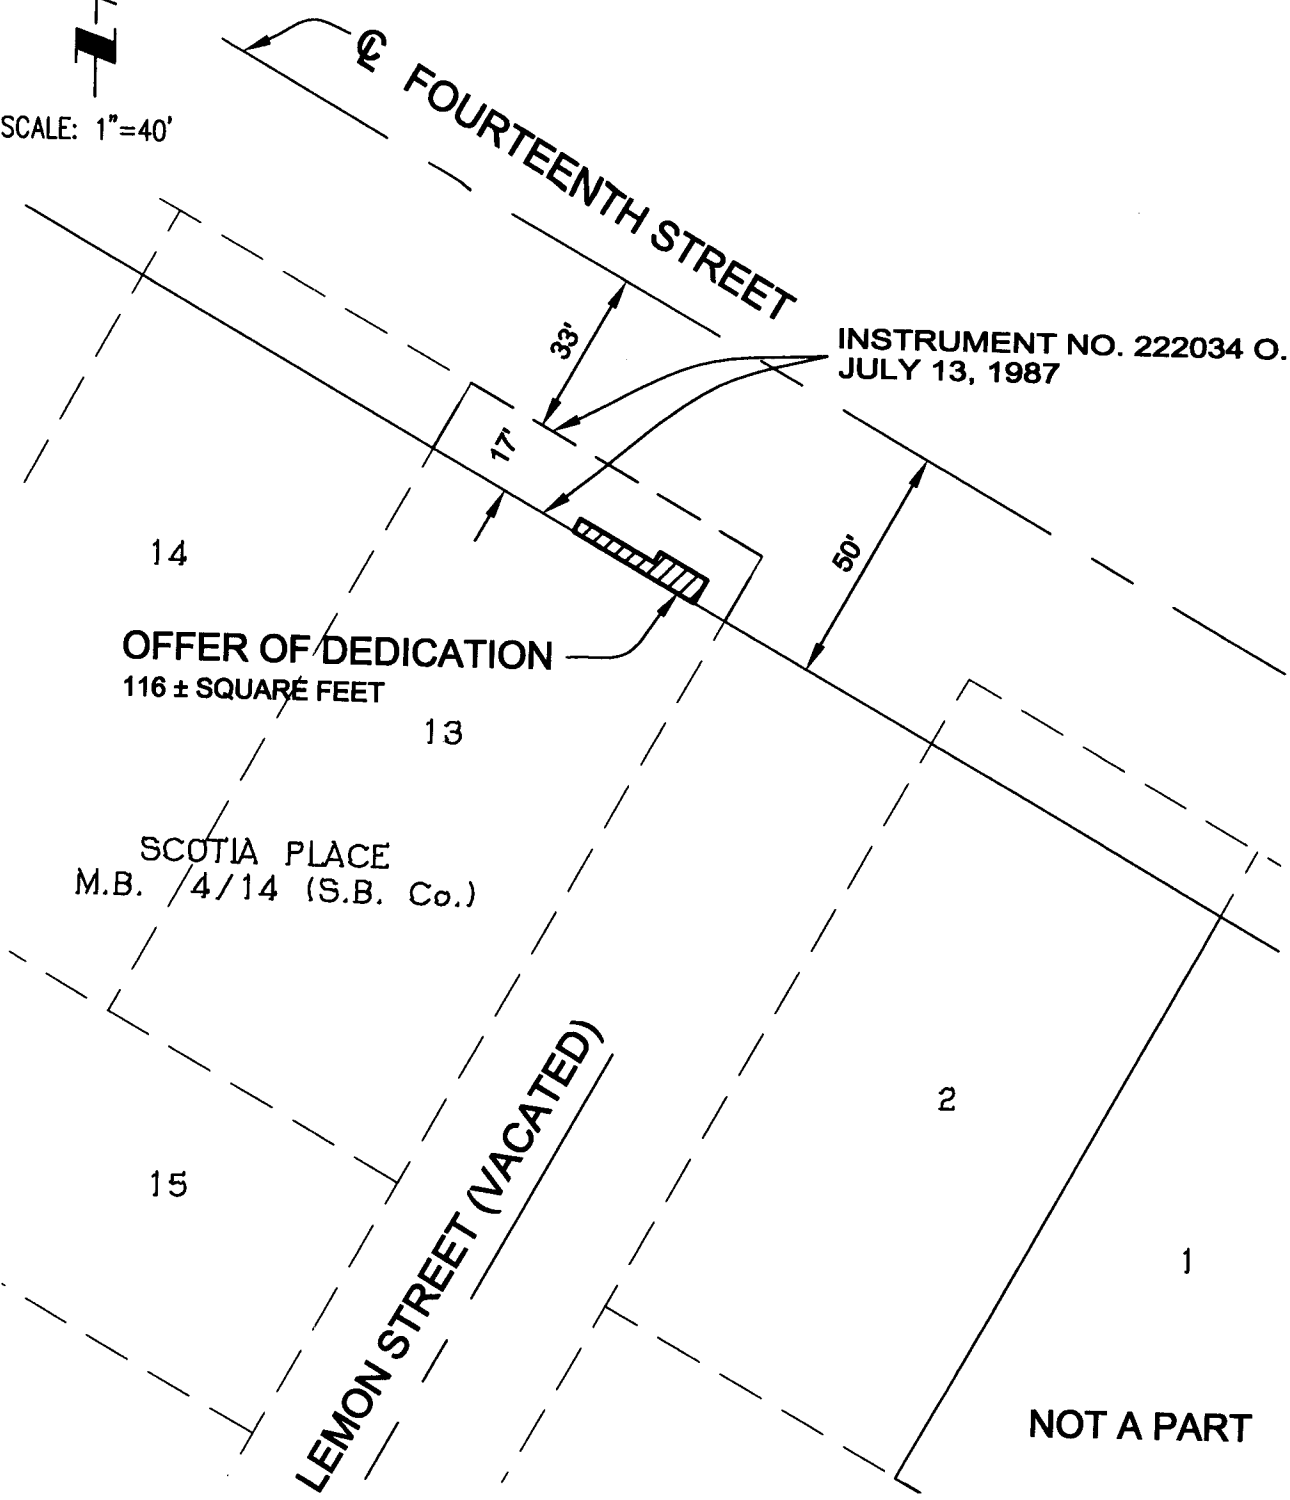 SCALE: 1"=40'
℄ FOURTEENTH STREET
33'
INSTRUMENT NO. 222034 O.
JULY 13, 1987
17'
50'
14
OFFER OF DEDICATION
116 ± SQUARE FEET
13
SCOTIA PLACE
M.B. 4/14 (S.B. Co.)
LEMON STREET (VACATED)
2
15
1
NOT A PART